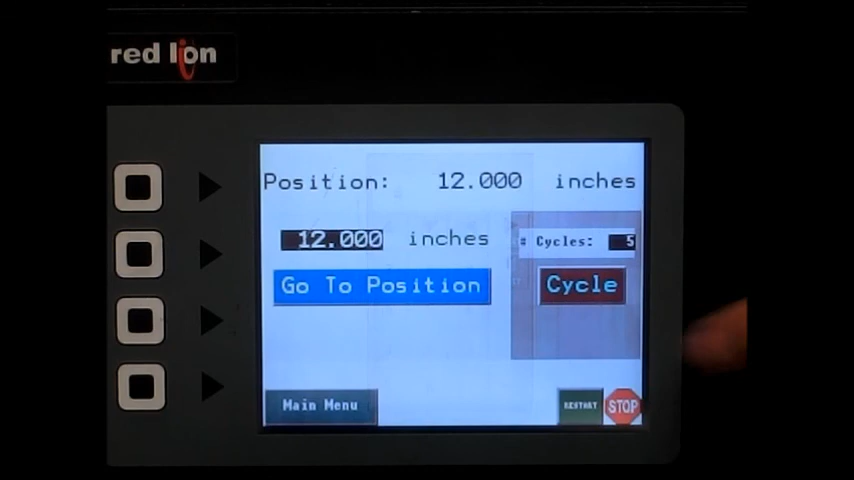 red lion
Position: 12.000 inches
12.000 inches
# Cycles: 5
Go To Position
Cycle
Main Menu
RESTART
STOP